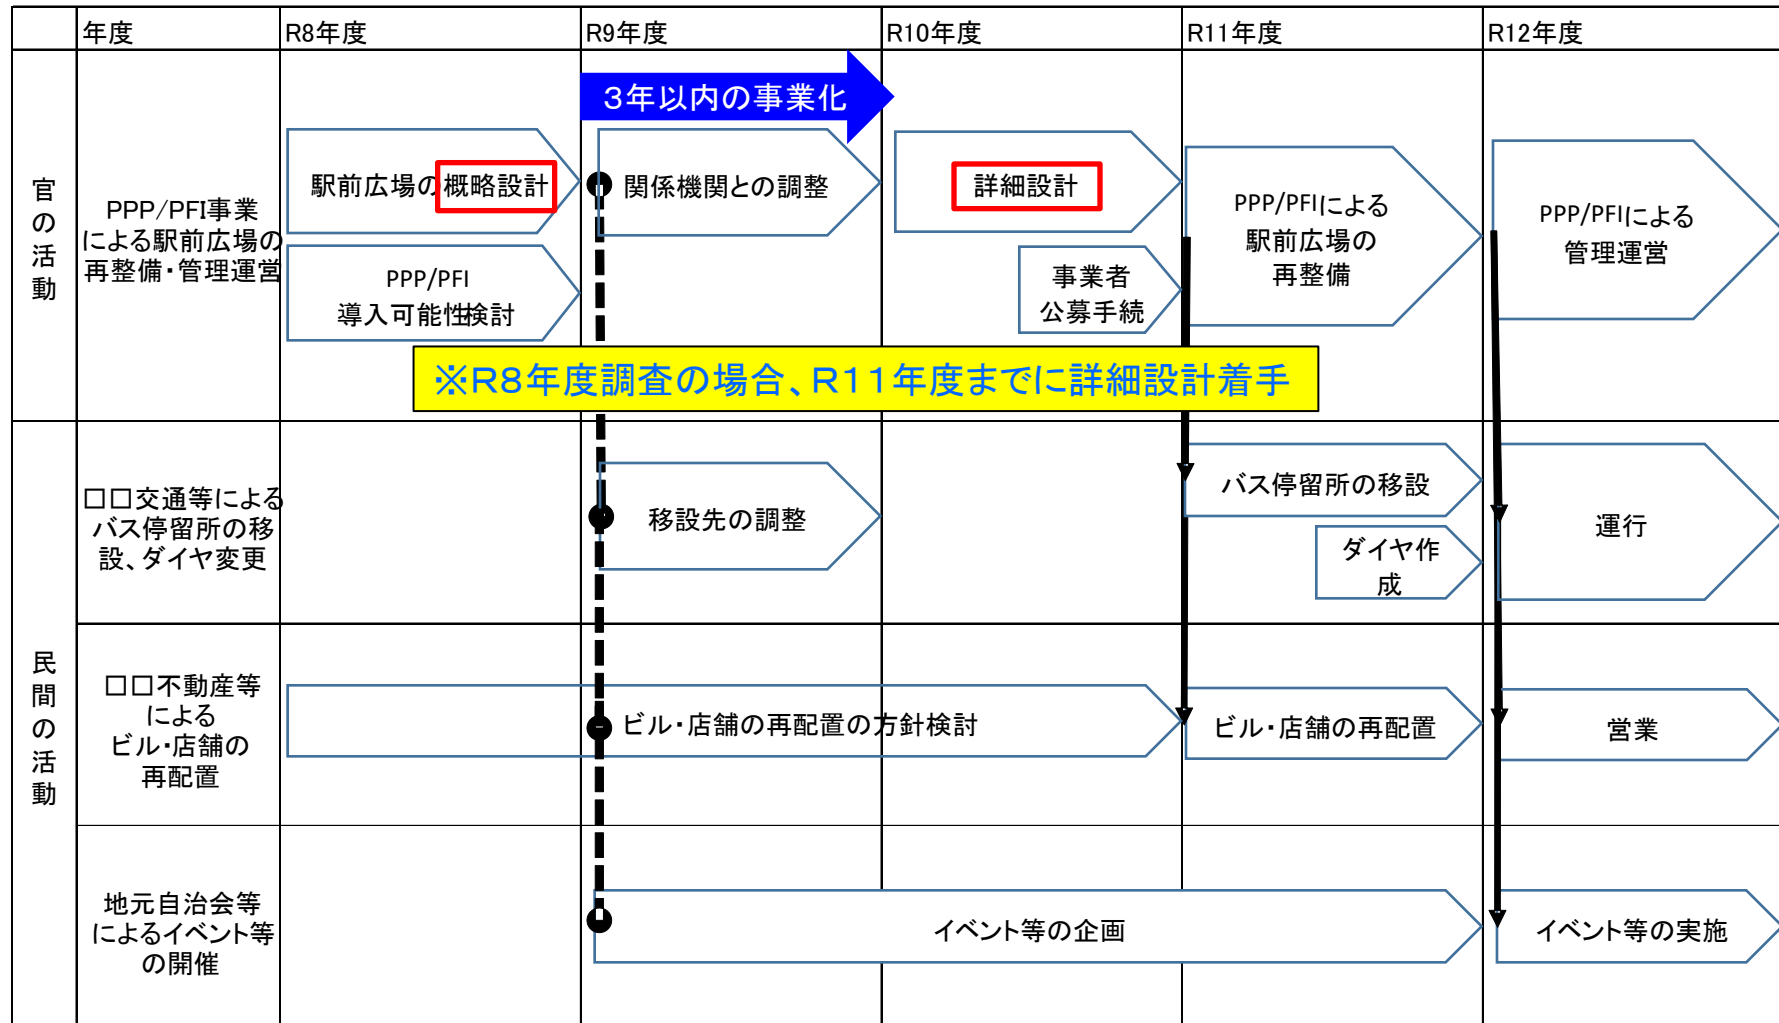 年度
R8年度
R9年度
R10年度
R11年度
R12年度
官の活動
PPP/PFI事業
による駅前広場の
再整備・管理運営
3年以内の事業化
駅前広場の概略設計
関係機関との調整
詳細設計
PPP/PFIによる
駅前広場の
再整備
PPP/PFIによる
管理運営
PPP/PFI
導入可能性検討
事業者
公募手続
※R8年度調査の場合、R11年度までに詳細設計着手
民間の活動
□□交通等による
バス停留所の移
設、ダイヤ変更
移設先の調整
バス停留所の移設
ダイヤ作
成
運行
□□不動産等
による
ビル・店舗の
再配置
ビル・店舗の再配置の方針検討
ビル・店舗の再配置
営業
地元自治会等
によるイベント等
の開催
イベント等の企画
イベント等の実施